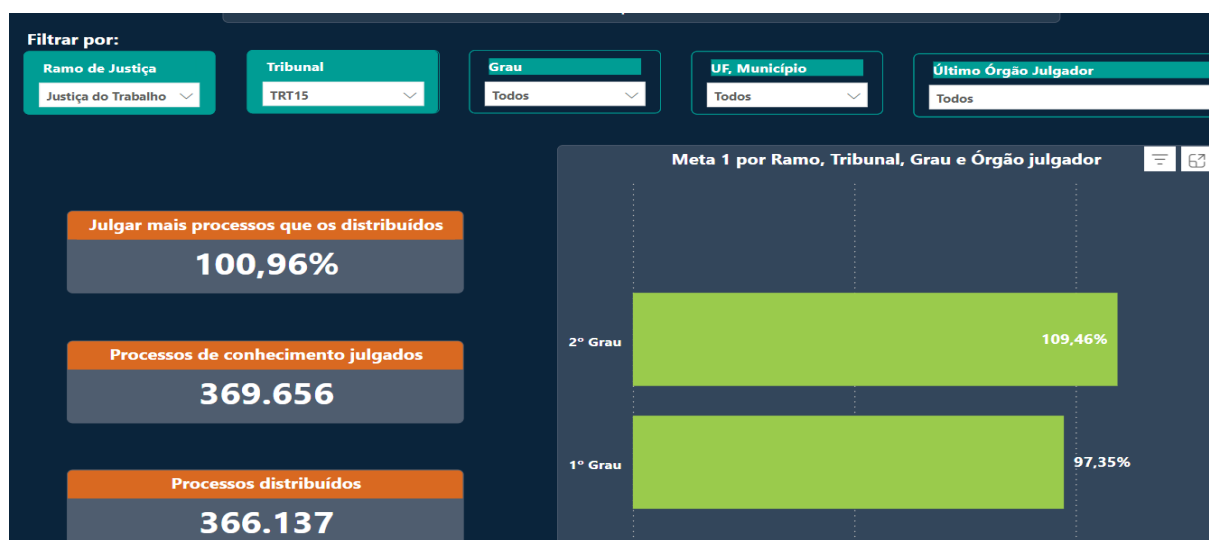 Filtrar por:
Ramo de Justiça
Justiça do Trabalho
Tribunal
TRT15
Grau
Todos
UF, Município
Todos
Último Órgão Julgador
Todos
Julgar mais processos que os distribuídos
100,96%
Processos de conhecimento julgados
369.656
Processos distribuídos
366.137
Meta 1 por Ramo, Tribunal, Grau e Órgão julgador
2º Grau
109,46%
1º Grau
97,35%